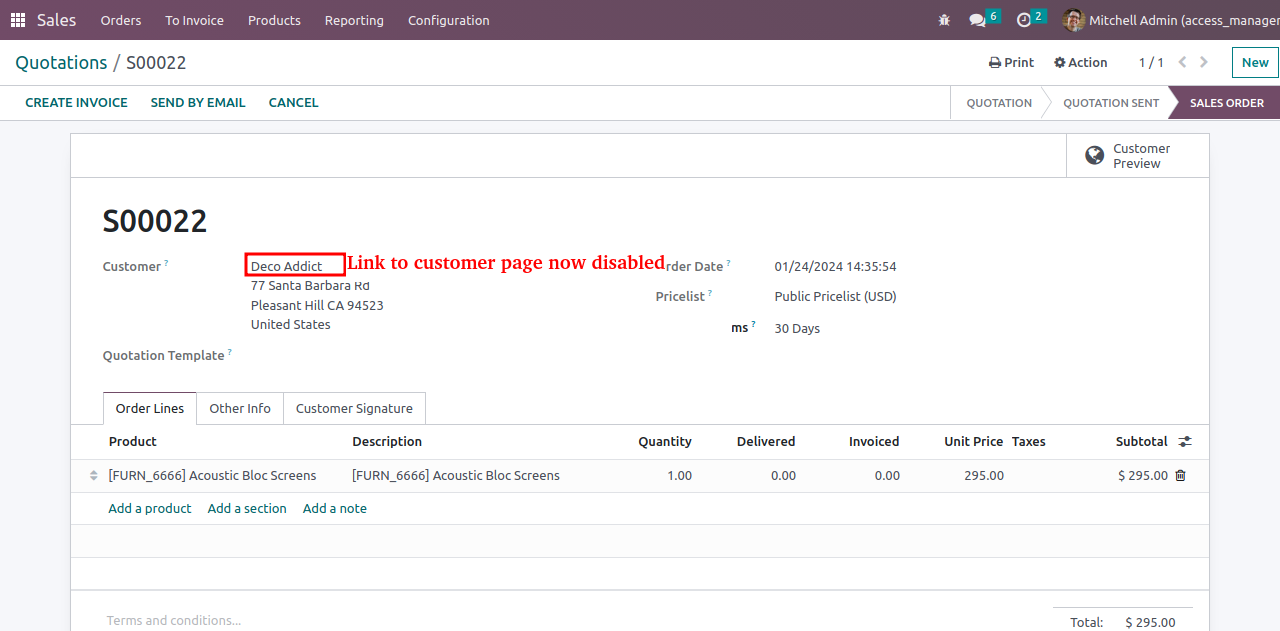 Sales Orders To Invoice Products Reporting Configuration 6 2 Mitchell Admin (access_manager
Quotations / S00022 Print Action 1 / 1 New
CREATE INVOICE SEND BY EMAIL CANCEL QUOTATION QUOTATION SENT SALES ORDER
Customer
Preview
S00022
Customer ? Deco Addict Link to customer page now disabled rder Date ? 01/24/2024 14:35:54
77 Santa Barbara Rd
Pricelist ? Public Pricelist (USD)
Pleasant Hill CA 94523
United States ms ? 30 Days
Quotation Template ?
Order Lines Other Info Customer Signature
Product Description Quantity Delivered Invoiced Unit Price Taxes Subtotal
[FURN_6666] Acoustic Bloc Screens [FURN_6666] Acoustic Bloc Screens 1.00 0.00 0.00 295.00 $ 295.00
Add a product Add a section Add a note
Terms and conditions...
Total: $ 295.00